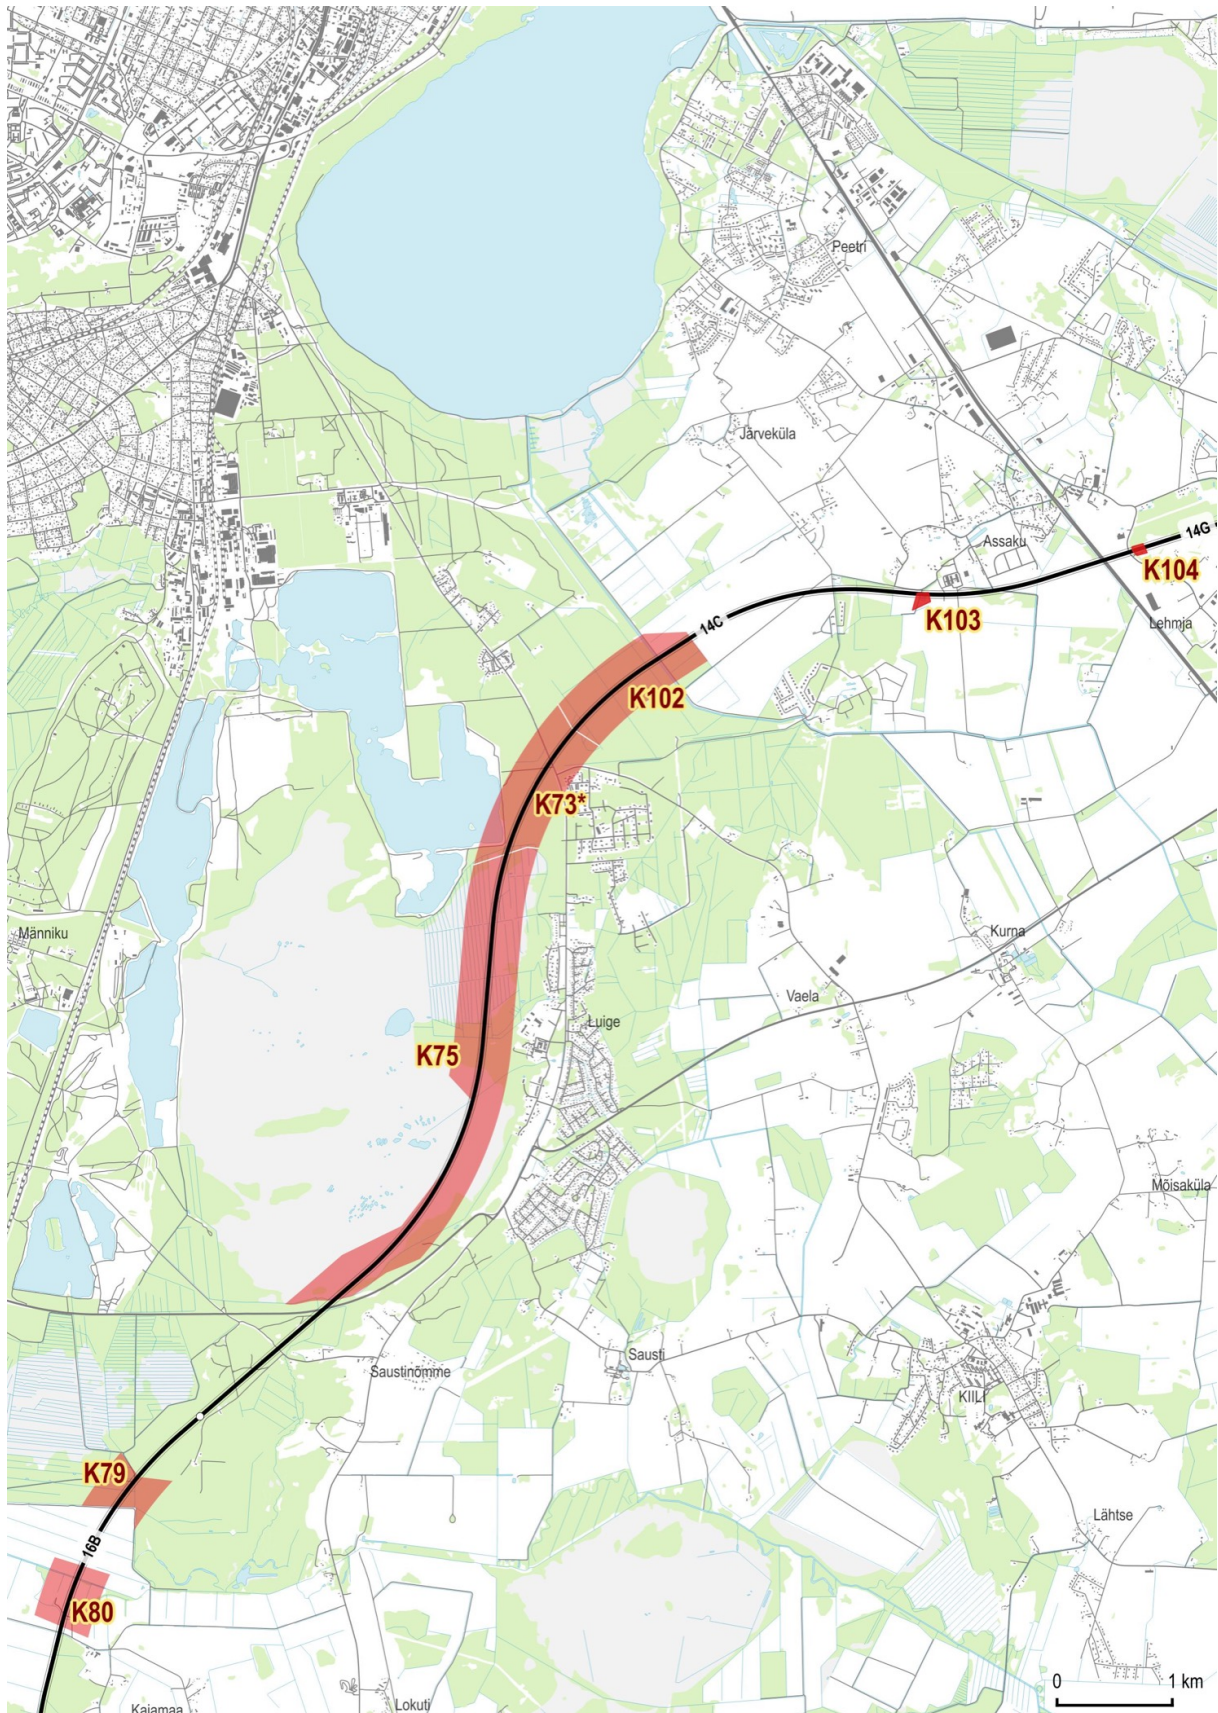 Peetri
Järveküla
14G
Assaku
K104
K103
Lehmja
14C
K102
K73*
Männiku
Kurna
Vaela
Luige
K75
Mõisaküla
Sausti
Saustinõmme
KIILI
K79
Lähtse
16B
K80
0 1 km
Kajamaa
Lokuti